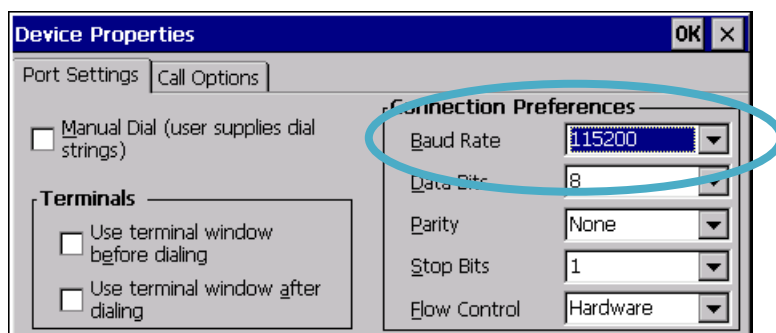 Device Properties OK ×
Port Settings Call Options
Manual Dial (user supplies dial
strings)
Terminals
Use terminal window
before dialing
Use terminal window after
dialing
Connection Preferences
Baud Rate 115200
Data Bits 8
Parity None
Stop Bits 1
Flow Control Hardware